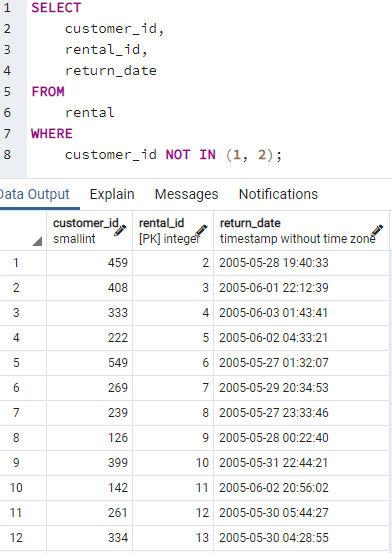 1 SELECT
2 customer_id,
3 rental_id,
4 return_date
5 FROM
6 rental
7 WHERE
8 customer_id NOT IN (1, 2);
Data Output Explain Messages Notifications
customer_id rental_id return_date
smallint [PK] integer timestamp without time zone
1 459 2 2005-05-28 19:40:33
2 408 3 2005-06-01 22:12:39
3 333 4 2005-06-03 01:43:41
4 222 5 2005-06-02 04:33:21
5 549 6 2005-05-27 01:32:07
6 269 7 2005-05-29 20:34:53
7 239 8 2005-05-27 23:33:46
8 126 9 2005-05-28 00:22:40
9 399 10 2005-05-31 22:44:21
10 142 11 2005-06-02 20:56:02
11 261 12 2005-05-30 05:44:27
12 334 13 2005-05-30 04:28:55